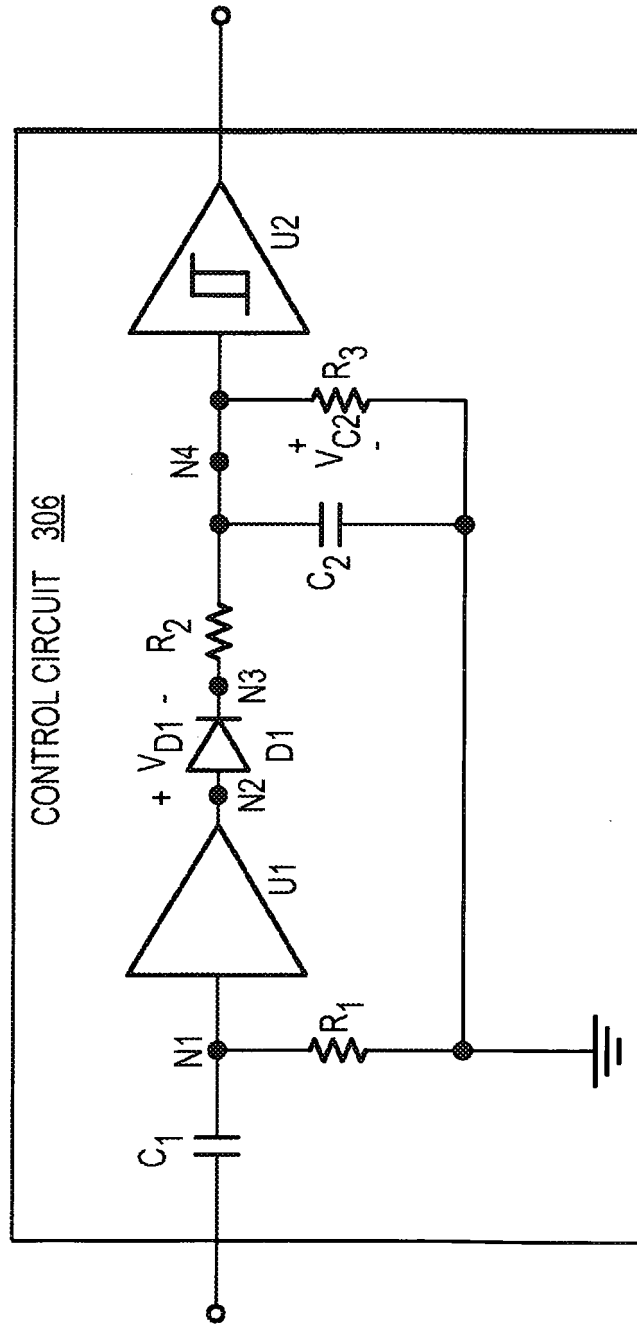 CONTROL CIRCUIT 306
C1
N1
R1
U1
N2
+ VD1 -
D1
N3
R2
C2
N4
+
VC2
-
R3
U2